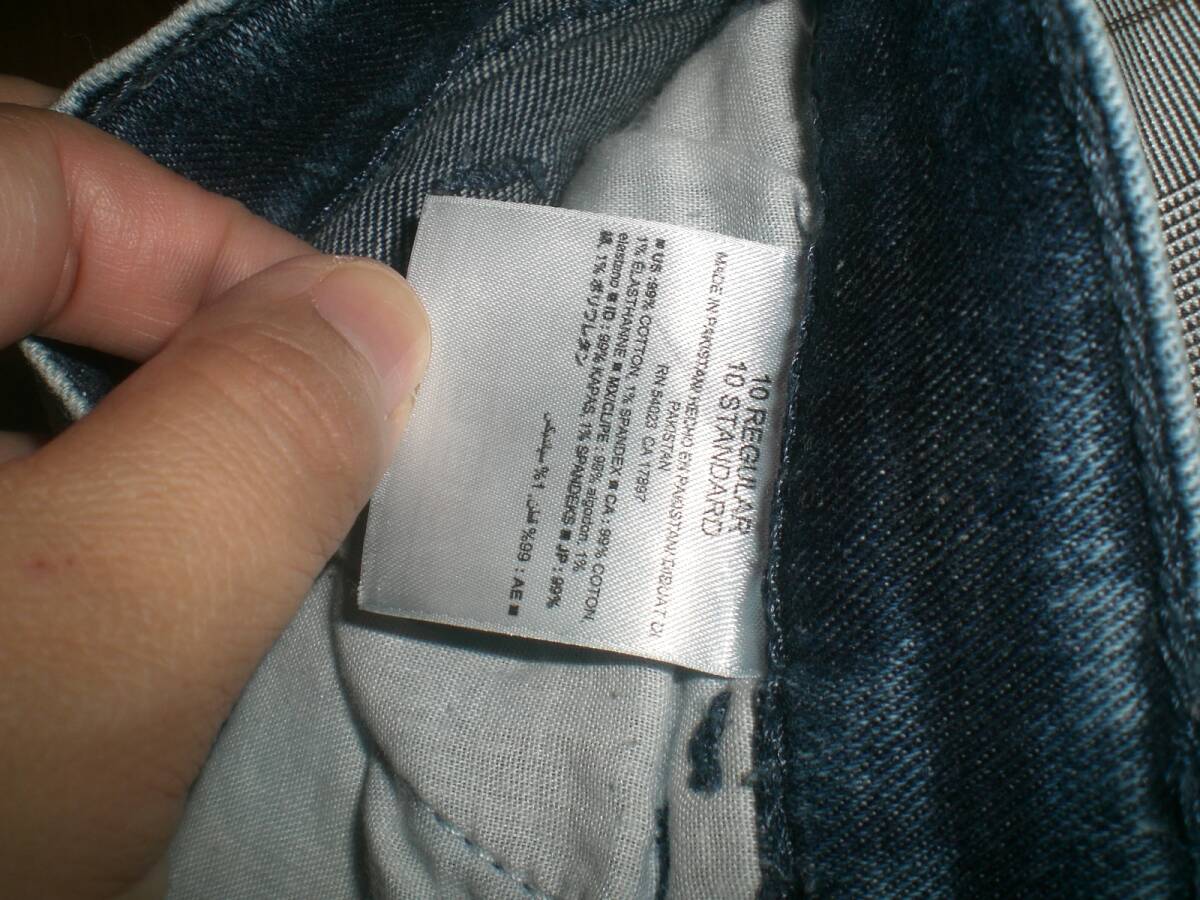 10 REGULAR
10 STANDARD
MADE IN PAKISTAN/HECHO EN PAKISTAN/DIBUAT DI
PAKISTAN
RN 54023 CA 17897
■ US: 99% COTTON, 1% SPANDEX ■ CA: 99% COTON
1% ELASTHANNE ■ MX/GU/PE: 99% algodon, 1%
elastano ■ ID: 99% KAPAS, 1% SPANDEKS ■ JP: 99%
綿, 1% ポリウレタン
■ AE : %99 قطن, %1 سباندكس